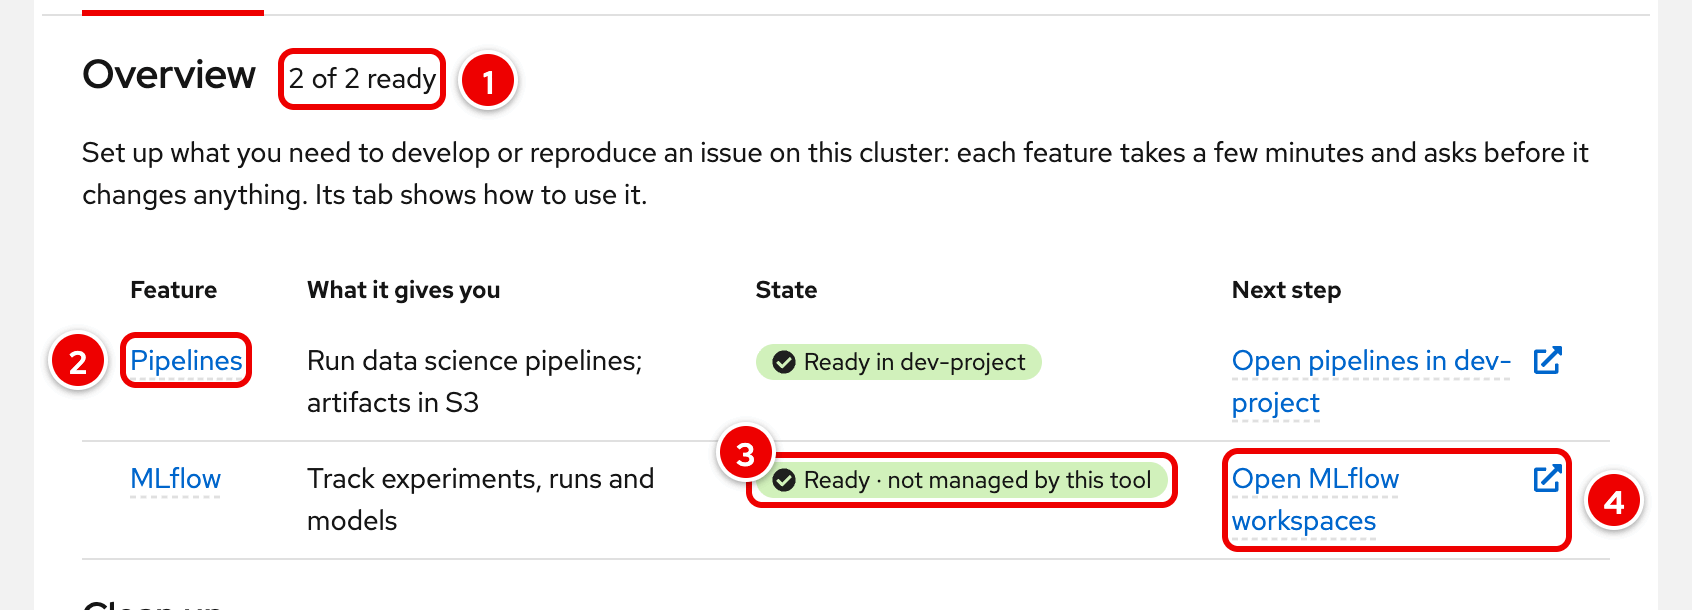 Overview 2 of 2 ready 1
Set up what you need to develop or reproduce an issue on this cluster: each feature takes a few minutes and asks before it
changes anything. Its tab shows how to use it.
Feature What it gives you State Next step
2 Pipelines Run data science pipelines; Ready in dev-project Open pipelines in dev-
artifacts in S3 project
3
MLflow Track experiments, runs and Ready · not managed by this tool Open MLflow
4
models workspaces
Clean up